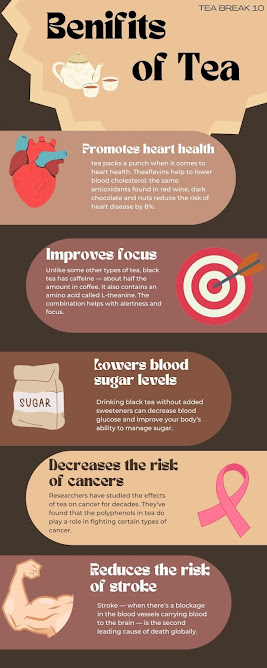 TEA BREAK 10
Benifits
of Tea
Promotes heart health
tea packs a punch when it comes to
heart health. Theaflavins help to lower
blood cholesterol, the same
antioxidants found in red wine, dark
chocolate and nuts reduce the risk of
heart disease by 8%.
Improves focus
Unlike some other types of tea, black
tea has caffeine — about half the
amount in coffee. It also contains an
amino acid called L-theanine. The
combination helps with alertness and
focus.
SUGAR
Lowers blood
sugar levels
Drinking black tea without added
sweeteners can decrease blood
glucose and improve your body's
ability to manage sugar.
Decreases the risk
of cancers
Researchers have studied the effects
of tea on cancer for decades. They've
found that the polyphenols in tea do
play a role in fighting certain types of
cancer.
Reduces the risk
of stroke
Stroke — when there's a blockage
in the blood vessels carrying blood
to the brain — is the second
leading cause of death globally.